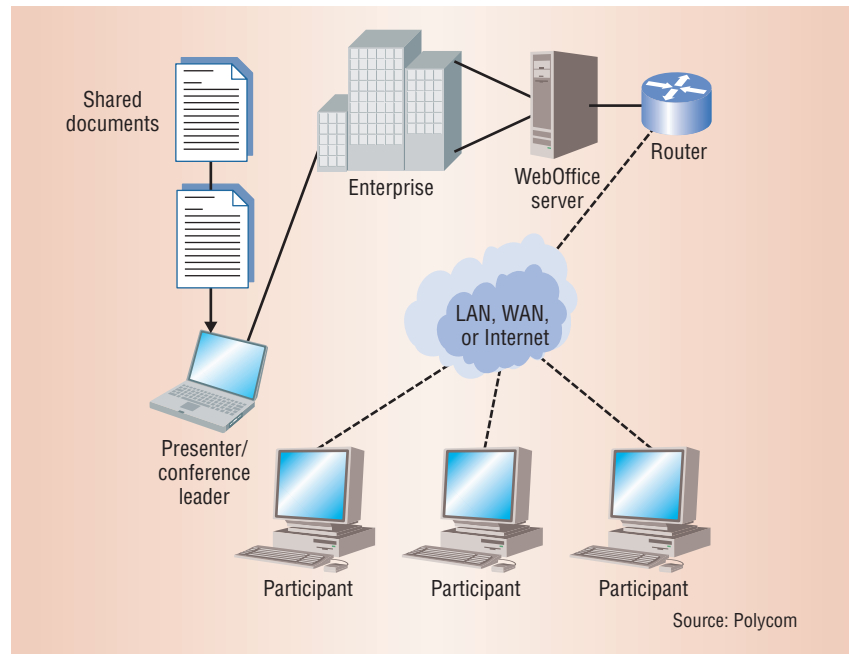 Shared
documents
Enterprise
WebOffice
server
Router
LAN, WAN,
or Internet
Presenter/
conference
leader
Participant
Participant
Participant
Source: Polycom